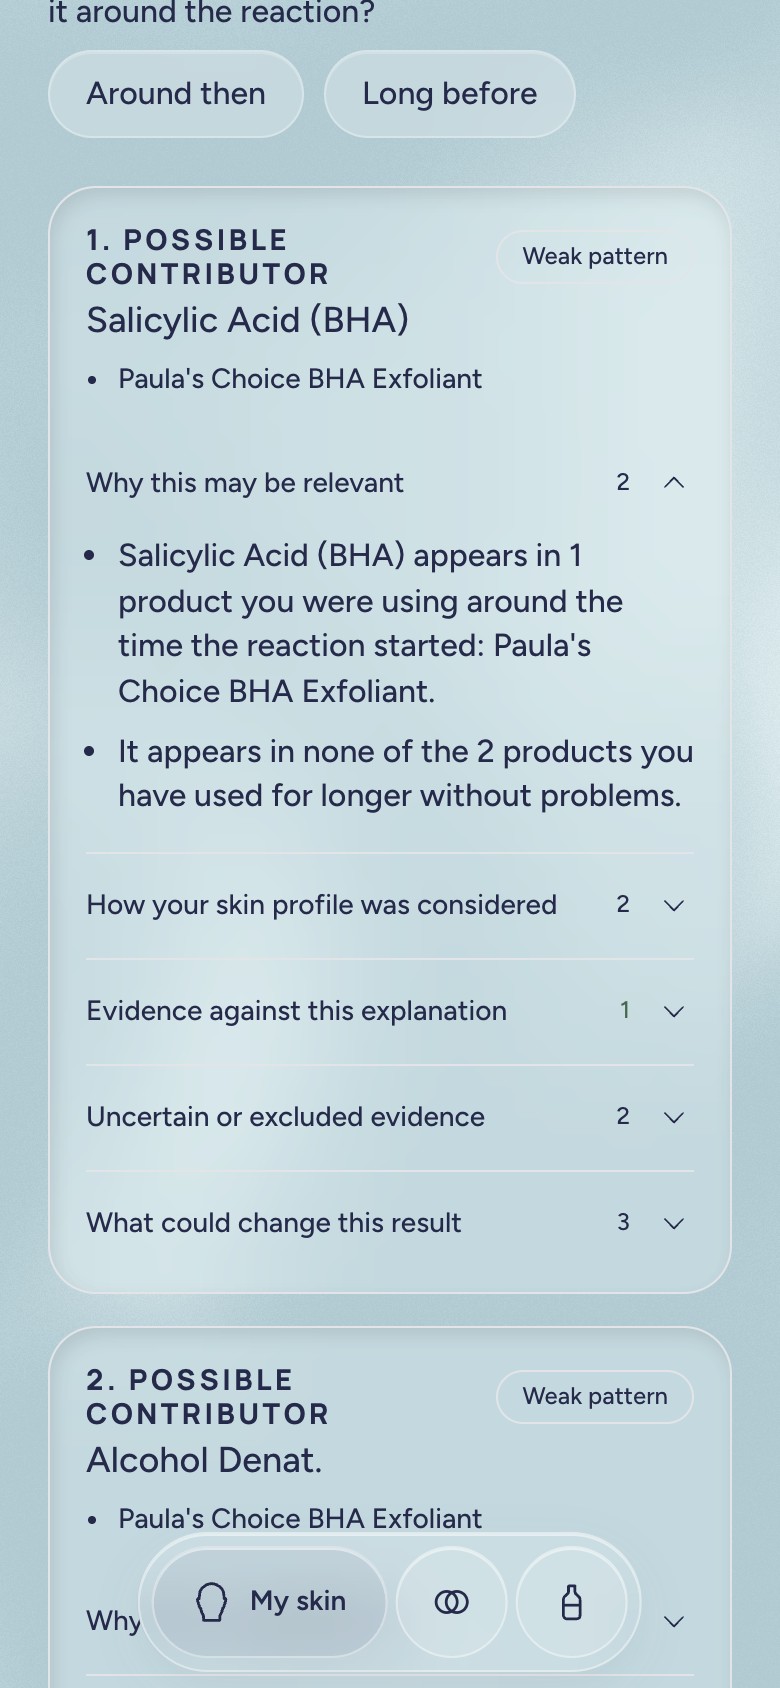 it around the reaction?
Around then
Long before
1. POSSIBLE
CONTRIBUTOR
Weak pattern
Salicylic Acid (BHA)
• Paula's Choice BHA Exfoliant
Why this may be relevant 2
• Salicylic Acid (BHA) appears in 1
product you were using around the
time the reaction started: Paula's
Choice BHA Exfoliant.
• It appears in none of the 2 products you
have used for longer without problems.
How your skin profile was considered 2
Evidence against this explanation 1
Uncertain or excluded evidence 2
What could change this result 3
2. POSSIBLE
CONTRIBUTOR
Weak pattern
Alcohol Denat.
• Paula's Choice BHA Exfoliant
Why
My skin